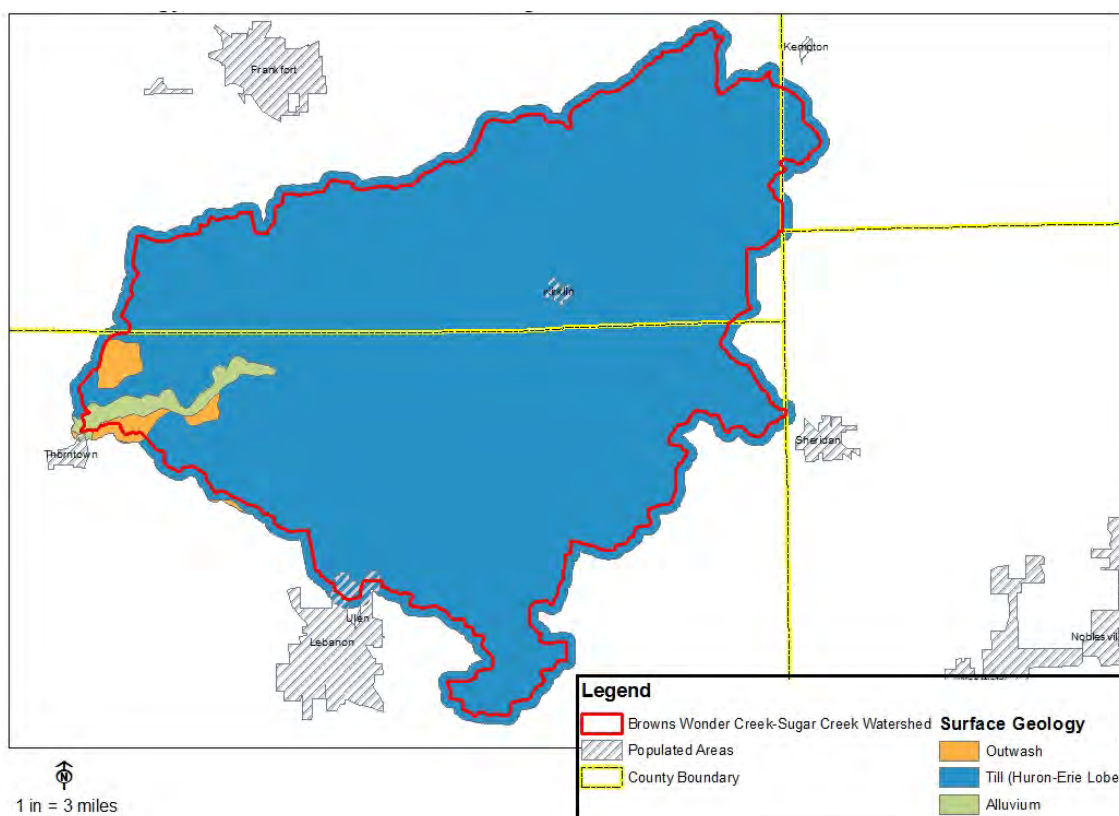 Kempton
Frankfort
Thorntown
Sheridan
Ulen
Lebanon
Noblesvil
Legend
Browns Wonder Creek-Sugar Creek Watershed
Populated Areas
County Boundary
Surface Geology
Outwash
Till (Huron-Erie Lobe
Alluvium
N
1 in = 3 miles